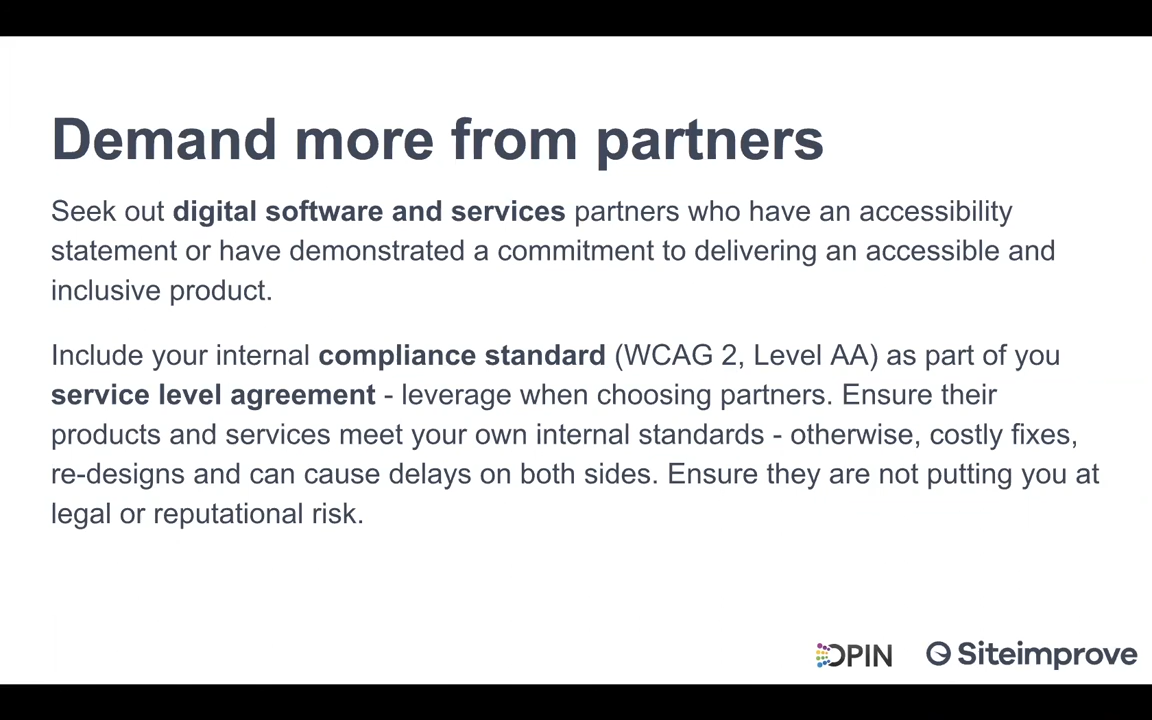 Demand more from partners
Seek out digital software and services partners who have an accessibility
statement or have demonstrated a commitment to delivering an accessible and
inclusive product.
Include your internal compliance standard (WCAG 2, Level AA) as part of you
service level agreement - leverage when choosing partners. Ensure their
products and services meet your own internal standards - otherwise, costly fixes,
re-designs and can cause delays on both sides. Ensure they are not putting you at
legal or reputational risk.
DPIN
Siteimprove